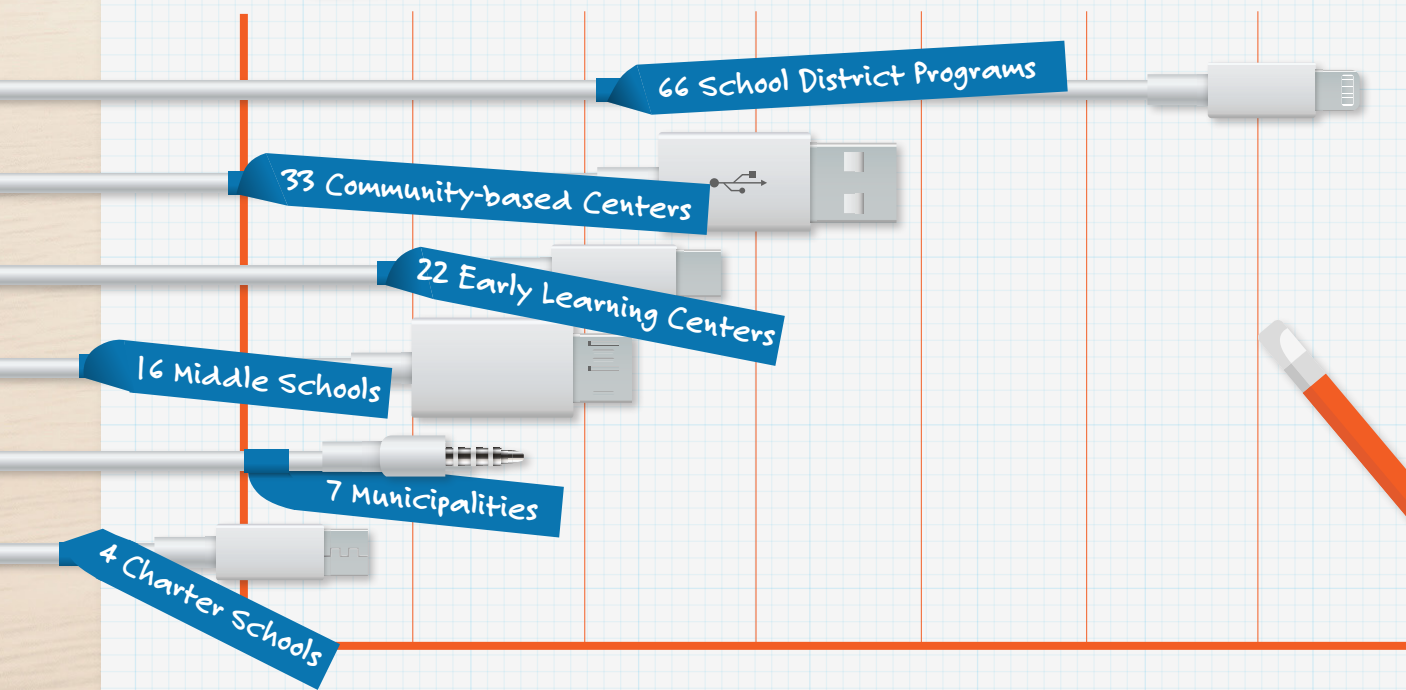 66 School District Programs
33 Community-based Centers
22 Early Learning Centers
16 Middle Schools
7 Municipalities
4 Charter Schools